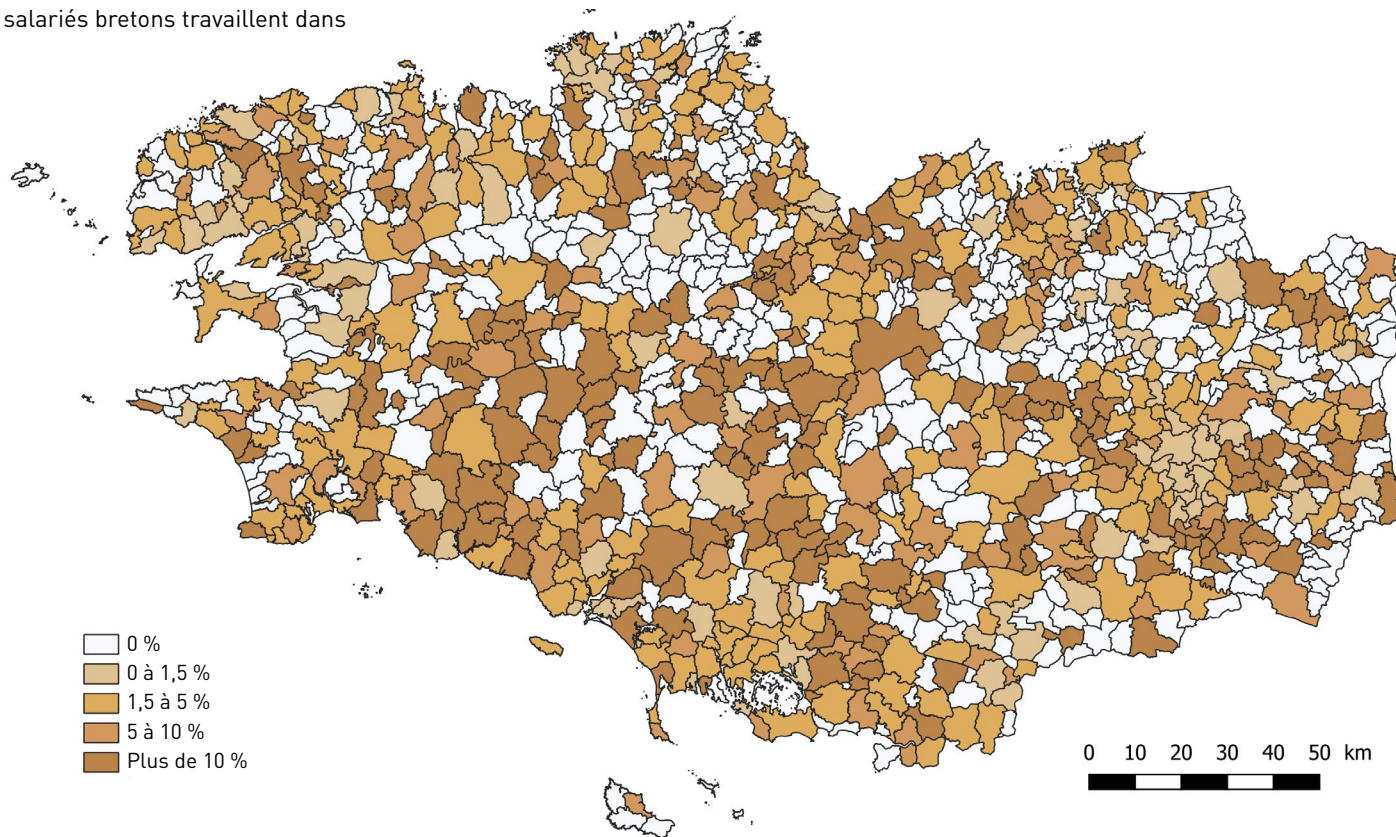 salariés bretons travaillent dans
0 %
0 à 1,5 %
1,5 à 5 %
5 à 10 %
Plus de 10 %
0 10 20 30 40 50 km